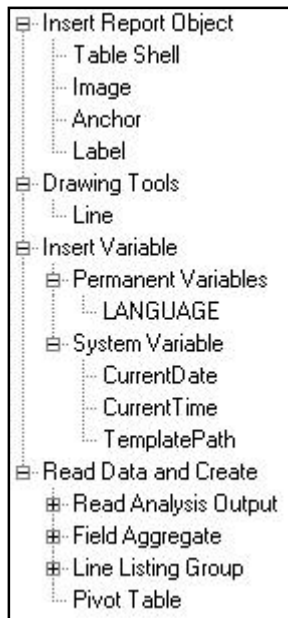 Insert Report Object
Table Shell
Image
Anchor
Label
Drawing Tools
Line
Insert Variable
Permanent Variables
LANGUAGE
System Variable
CurrentDate
CurrentTime
TemplatePath
Read Data and Create
Read Analysis Output
Field Aggregate
Line Listing Group
Pivot Table